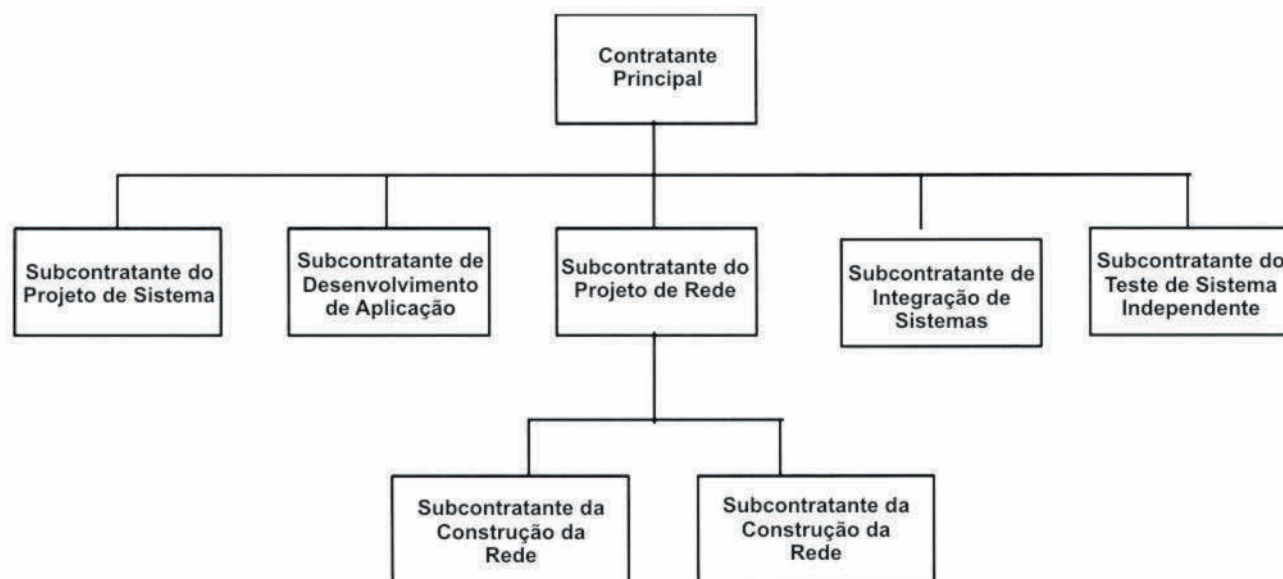 Contratante
Principal
Subcontratante do
Projeto de Sistema
Subcontratante de
Desenvolvimento
de Aplicação
Subcontratante do
Projeto de Rede
Subcontratante de
Integração de
Sistemas
Subcontratante do
Teste de Sistema
Independente
Subcontratante da
Construção da
Rede
Subcontratante da
Construção da
Rede